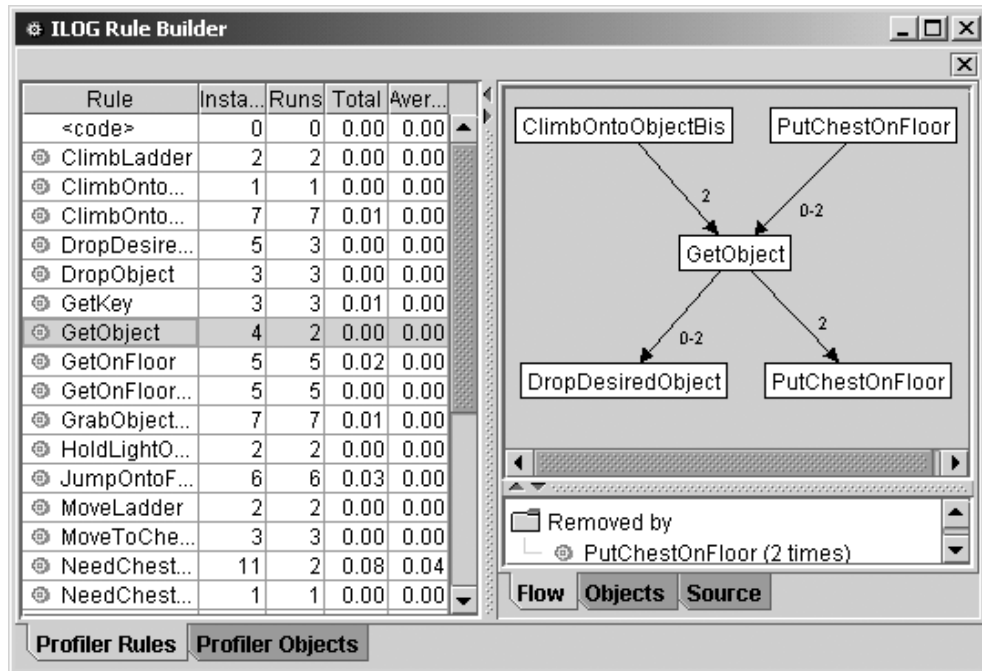 ILOG Rule Builder
Rule Insta... Runs Total Aver...
<code> 0 0 0.00 0.00
ClimbLadder 2 2 0.00 0.00
ClimbOnto... 1 1 0.00 0.00
ClimbOnto... 7 7 0.01 0.00
DropDesire... 5 3 0.00 0.00
DropObject 3 3 0.00 0.00
GetKey 3 3 0.01 0.00
GetObject 4 2 0.00 0.00
GetOnFloor 5 5 0.02 0.00
GetOnFloor... 5 5 0.00 0.00
GrabObject... 7 7 0.01 0.00
HoldLightO... 2 2 0.00 0.00
JumpOntoF... 6 6 0.03 0.00
MoveLadder 2 2 0.00 0.00
MoveToChe... 3 3 0.00 0.00
NeedChest... 11 2 0.08 0.04
NeedChest... 1 1 0.00 0.00
ClimbOntoObjectBis PutChestOnFloor
2 0-2
GetObject
0-2 2
DropDesiredObject PutChestOnFloor
Removed by
PutChestOnFloor (2 times)
Flow Objects Source
Profiler Rules Profiler Objects